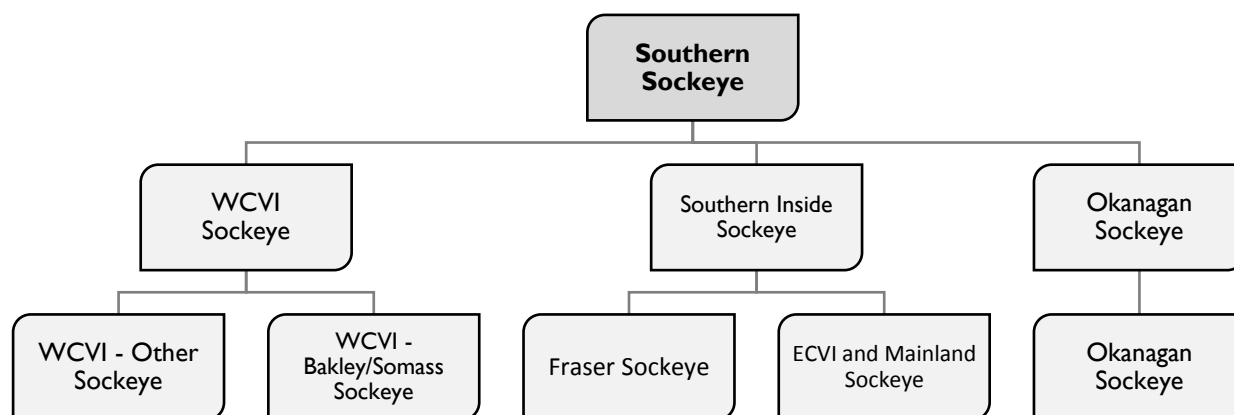 Southern
Sockeye
WCVI
Sockeye
Southern Inside
Sockeye
Okanagan
Sockeye
WCVI - Other
Sockeye
WCVI -
Bakley/Somass
Sockeye
Fraser Sockeye
ECVI and Mainland
Sockeye
Okanagan
Sockeye